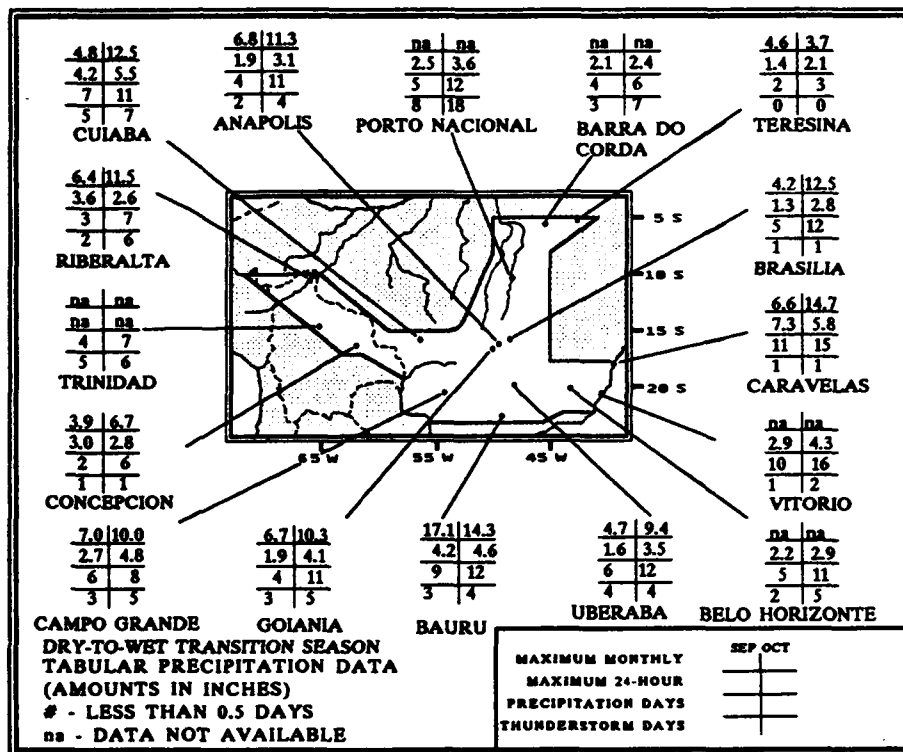 4.8 12.5
4.2 5.5
7 11
5 7
CUIABA
6.8 11.3
1.9 3.1
4 11
2 4
ANAPOLIS
na na
2.5 3.6
5 12
8 18
PORTO NACIONAL
na na
2.1 2.4
4 6
3 7
BARRA DO
CORDA
4.6 3.7
1.4 2.1
2 3
0 0
TERESINA
6.4 11.5
3.6 2.6
3 7
2 6
RIBERALTA
4.2 12.5
1.3 2.8
5 12
1 1
BRASILIA
na na
na na
4 7
5 6
TRINIDAD
6.6 14.7
7.3 5.8
11 15
1 1
CARAVELAS
5 S
10 S
15 S
20 S
65 W
55 W
45 W
3.9 6.7
3.0 2.8
2 6
1 1
CONCEPCION
na na
2.9 4.3
10 16
1 2
VITORIO
7.0 10.0
2.7 4.8
6 8
3 5
CAMPO GRANDE
6.7 10.3
1.9 4.1
4 11
3 5
GOIANIA
17.1 14.3
4.2 4.6
9 12
3 4
BAURU
4.7 9.4
1.6 3.5
6 12
4 4
UBERABA
na na
2.2 2.9
5 11
2 5
BELO HORIZONTE
DRY-TO-WET TRANSITION SEASON
TABULAR PRECIPITATION DATA
(AMOUNTS IN INCHES)
# - LESS THAN 0.5 DAYS
na - DATA NOT AVAILABLE
SEP OCT
MAXIMUM MONTHLY
MAXIMUM 24-HOUR
PRECIPITATION DAYS
THUNDERSTORM DAYS